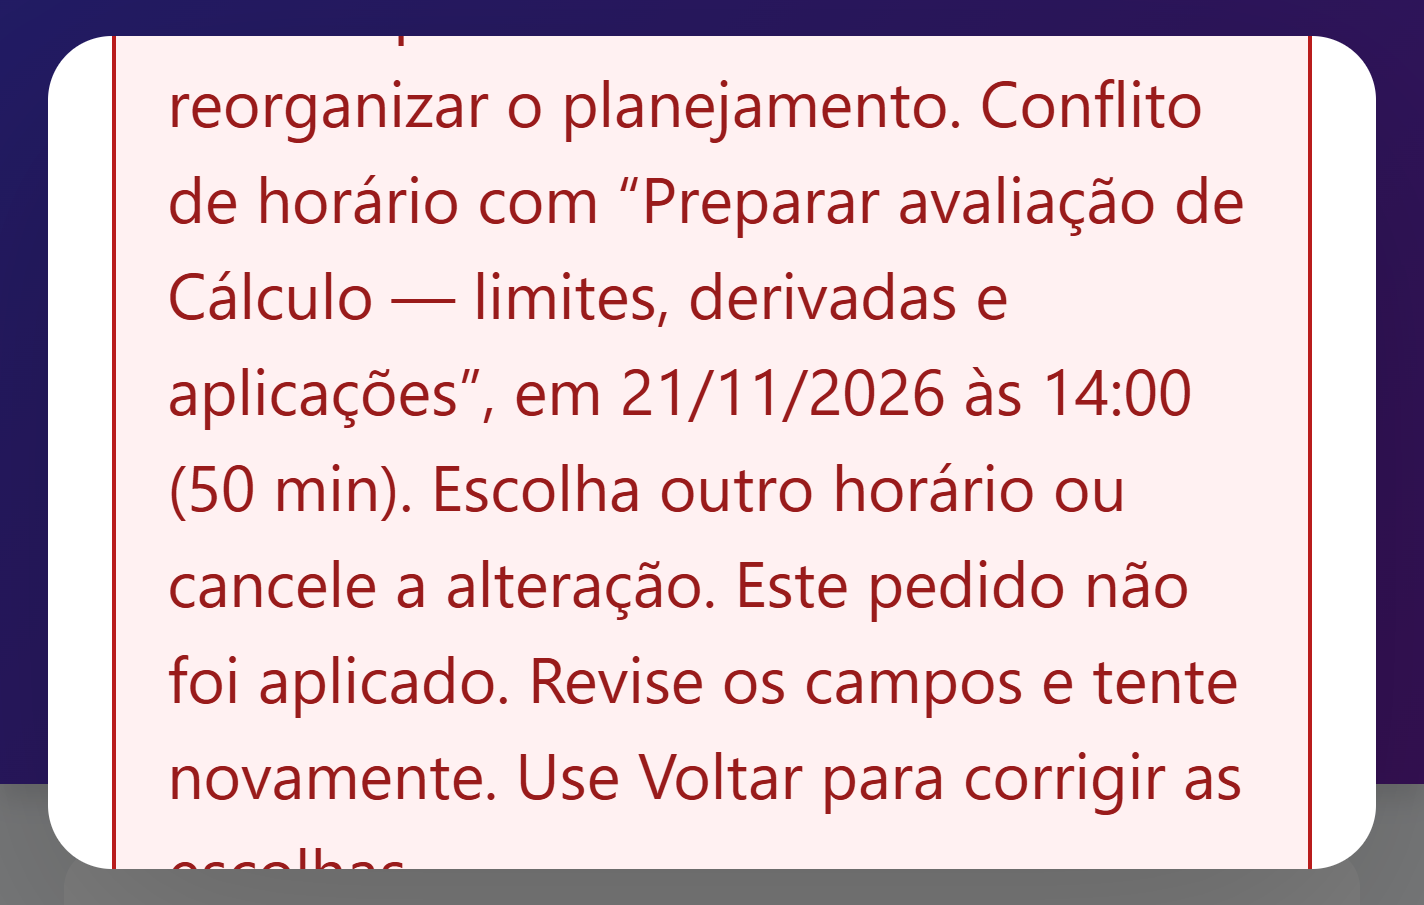 reorganizar o planejamento. Conflito
de horário com “Preparar avaliação de
Cálculo — limites, derivadas e
aplicações”, em 21/11/2026 às 14:00
(50 min). Escolha outro horário ou
cancele a alteração. Este pedido não
foi aplicado. Revise os campos e tente
novamente. Use Voltar para corrigir as
escolhas